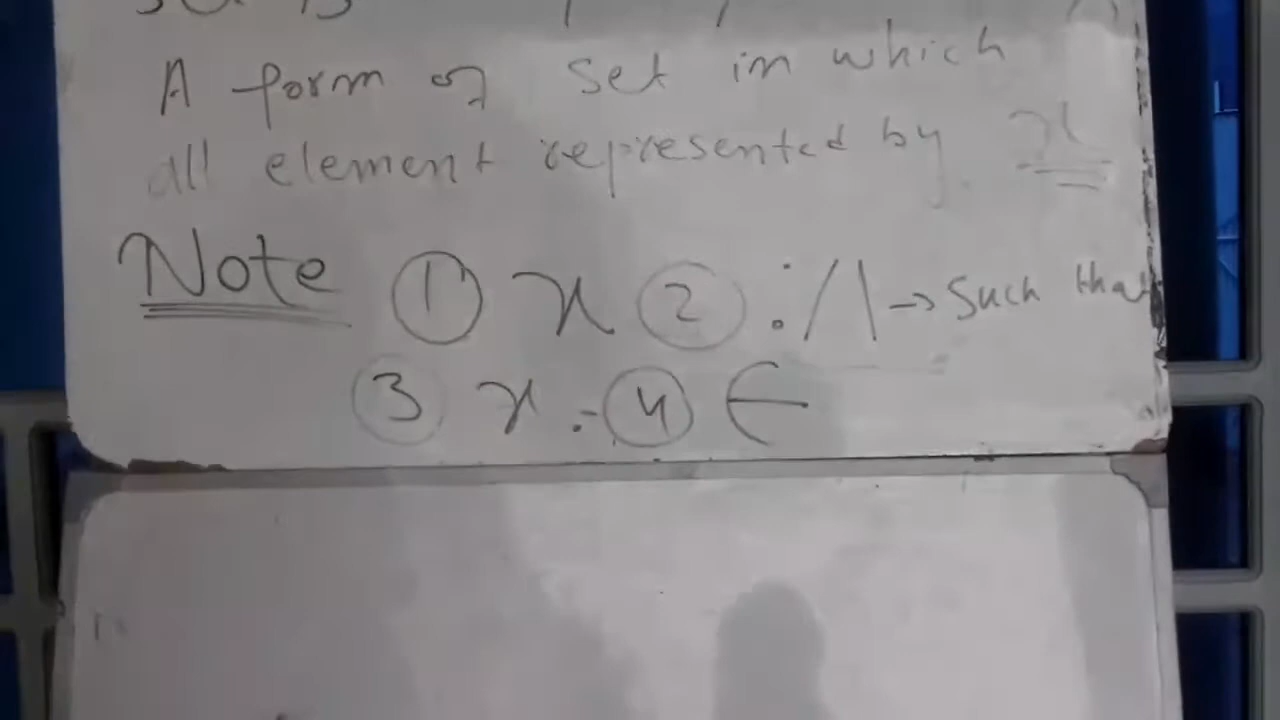 A form of set in which
all element represented by x
Note ① x ② :/| → Such that
③ x ④ ∈